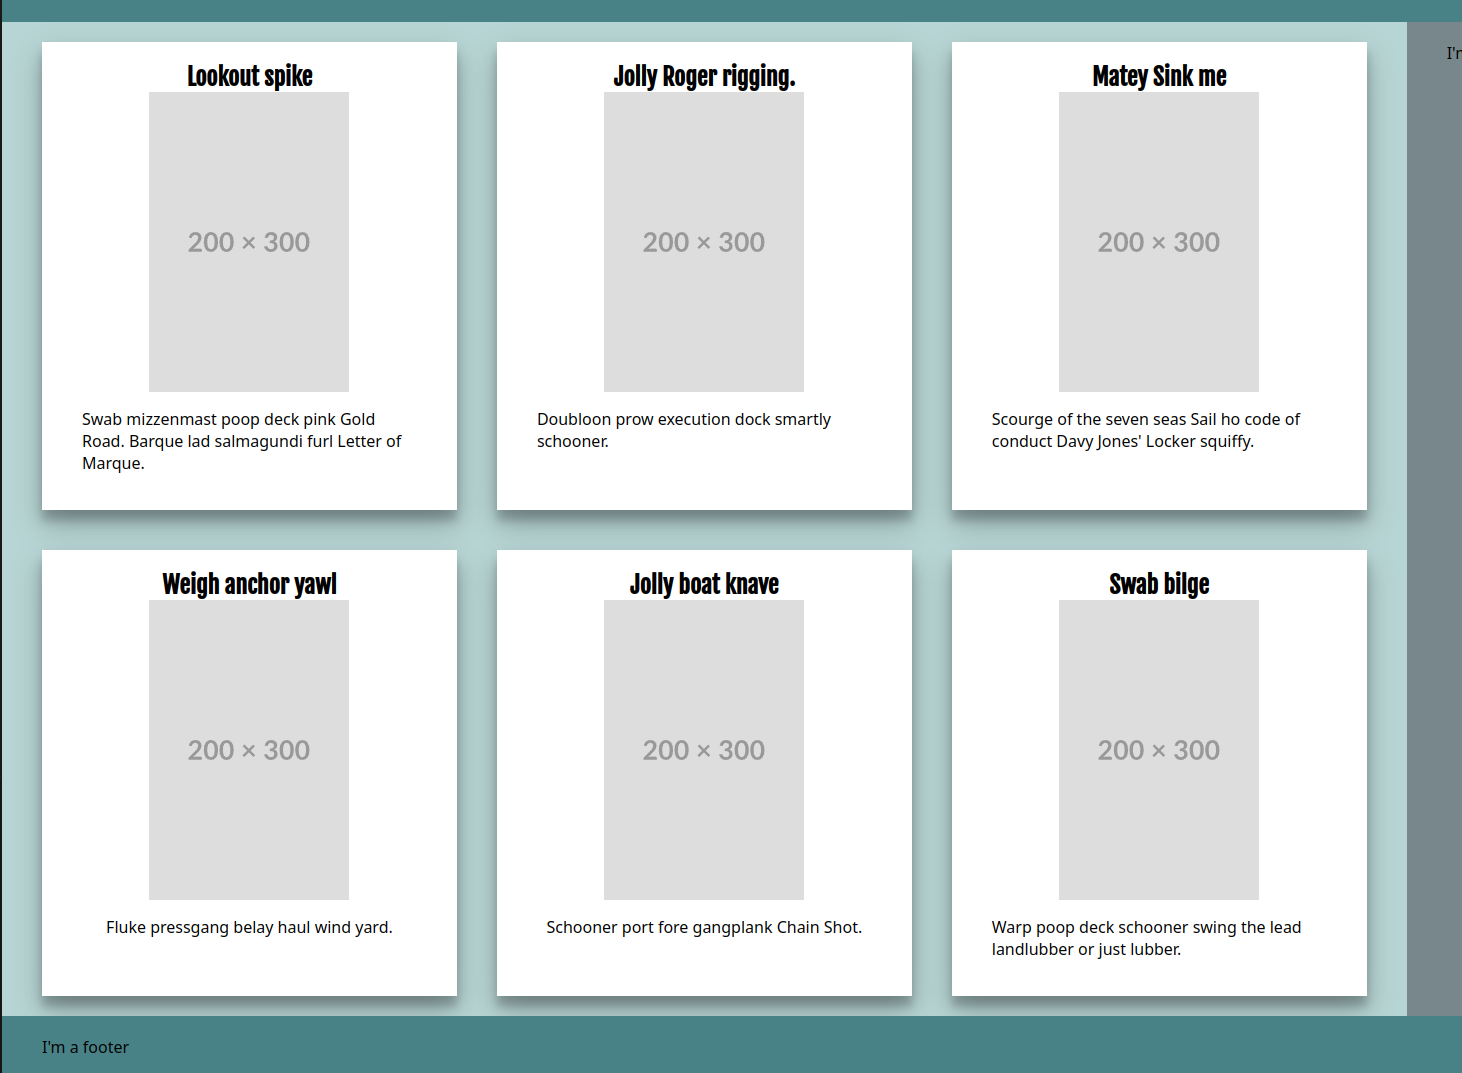 I'm
Lookout spike
200 × 300
Swab mizzenmast poop deck pink Gold
Road. Barque lad salmagundi furl Letter of
Marque.
Jolly Roger rigging.
200 × 300
Doubloon prow execution dock smartly
schooner.
Matey Sink me
200 × 300
Scourge of the seven seas Sail ho code of
conduct Davy Jones' Locker squiffy.
Weigh anchor yawl
200 × 300
Fluke pressgang belay haul wind yard.
Jolly boat knave
200 × 300
Schooner port fore gangplank Chain Shot.
Swab bilge
200 × 300
Warp poop deck schooner swing the lead
landlubber or just lubber.
I'm a footer